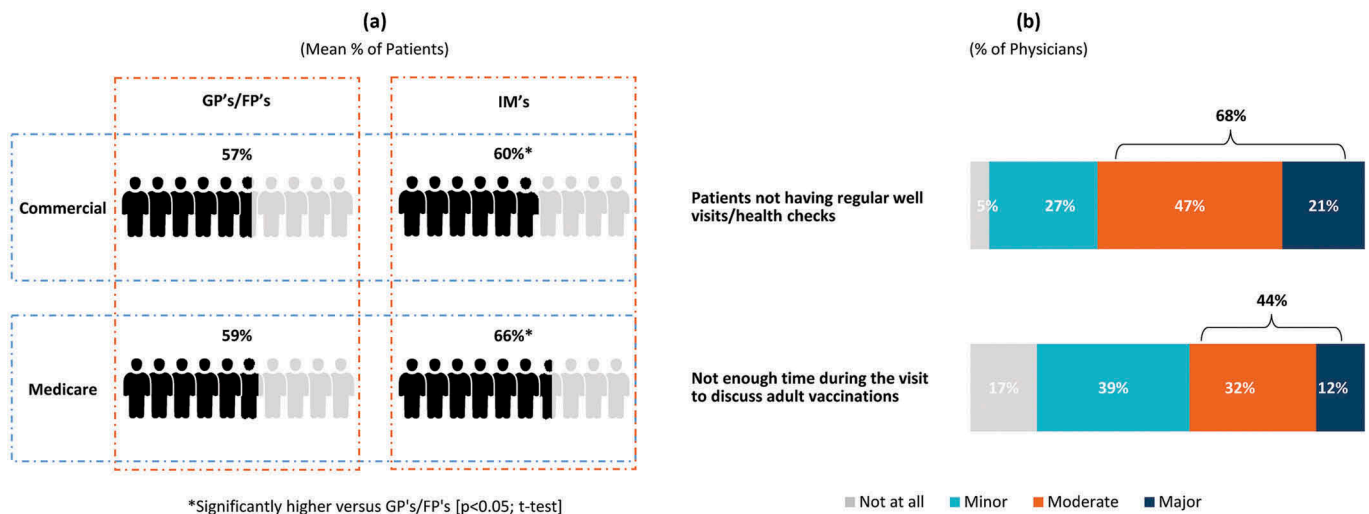 (a)
(Mean % of Patients)
GP's/FP's
IM's
Commercial
57%
60%*
Medicare
59%
66%*
*Significantly higher versus GP's/FP's [p<0.05; t-test]
(b)
(% of Physicians)
68%
Patients not having regular well
visits/health checks
5%
27%
47%
21%
44%
Not enough time during the visit
to discuss adult vaccinations
17%
39%
32%
12%
Not at all
Minor
Moderate
Major